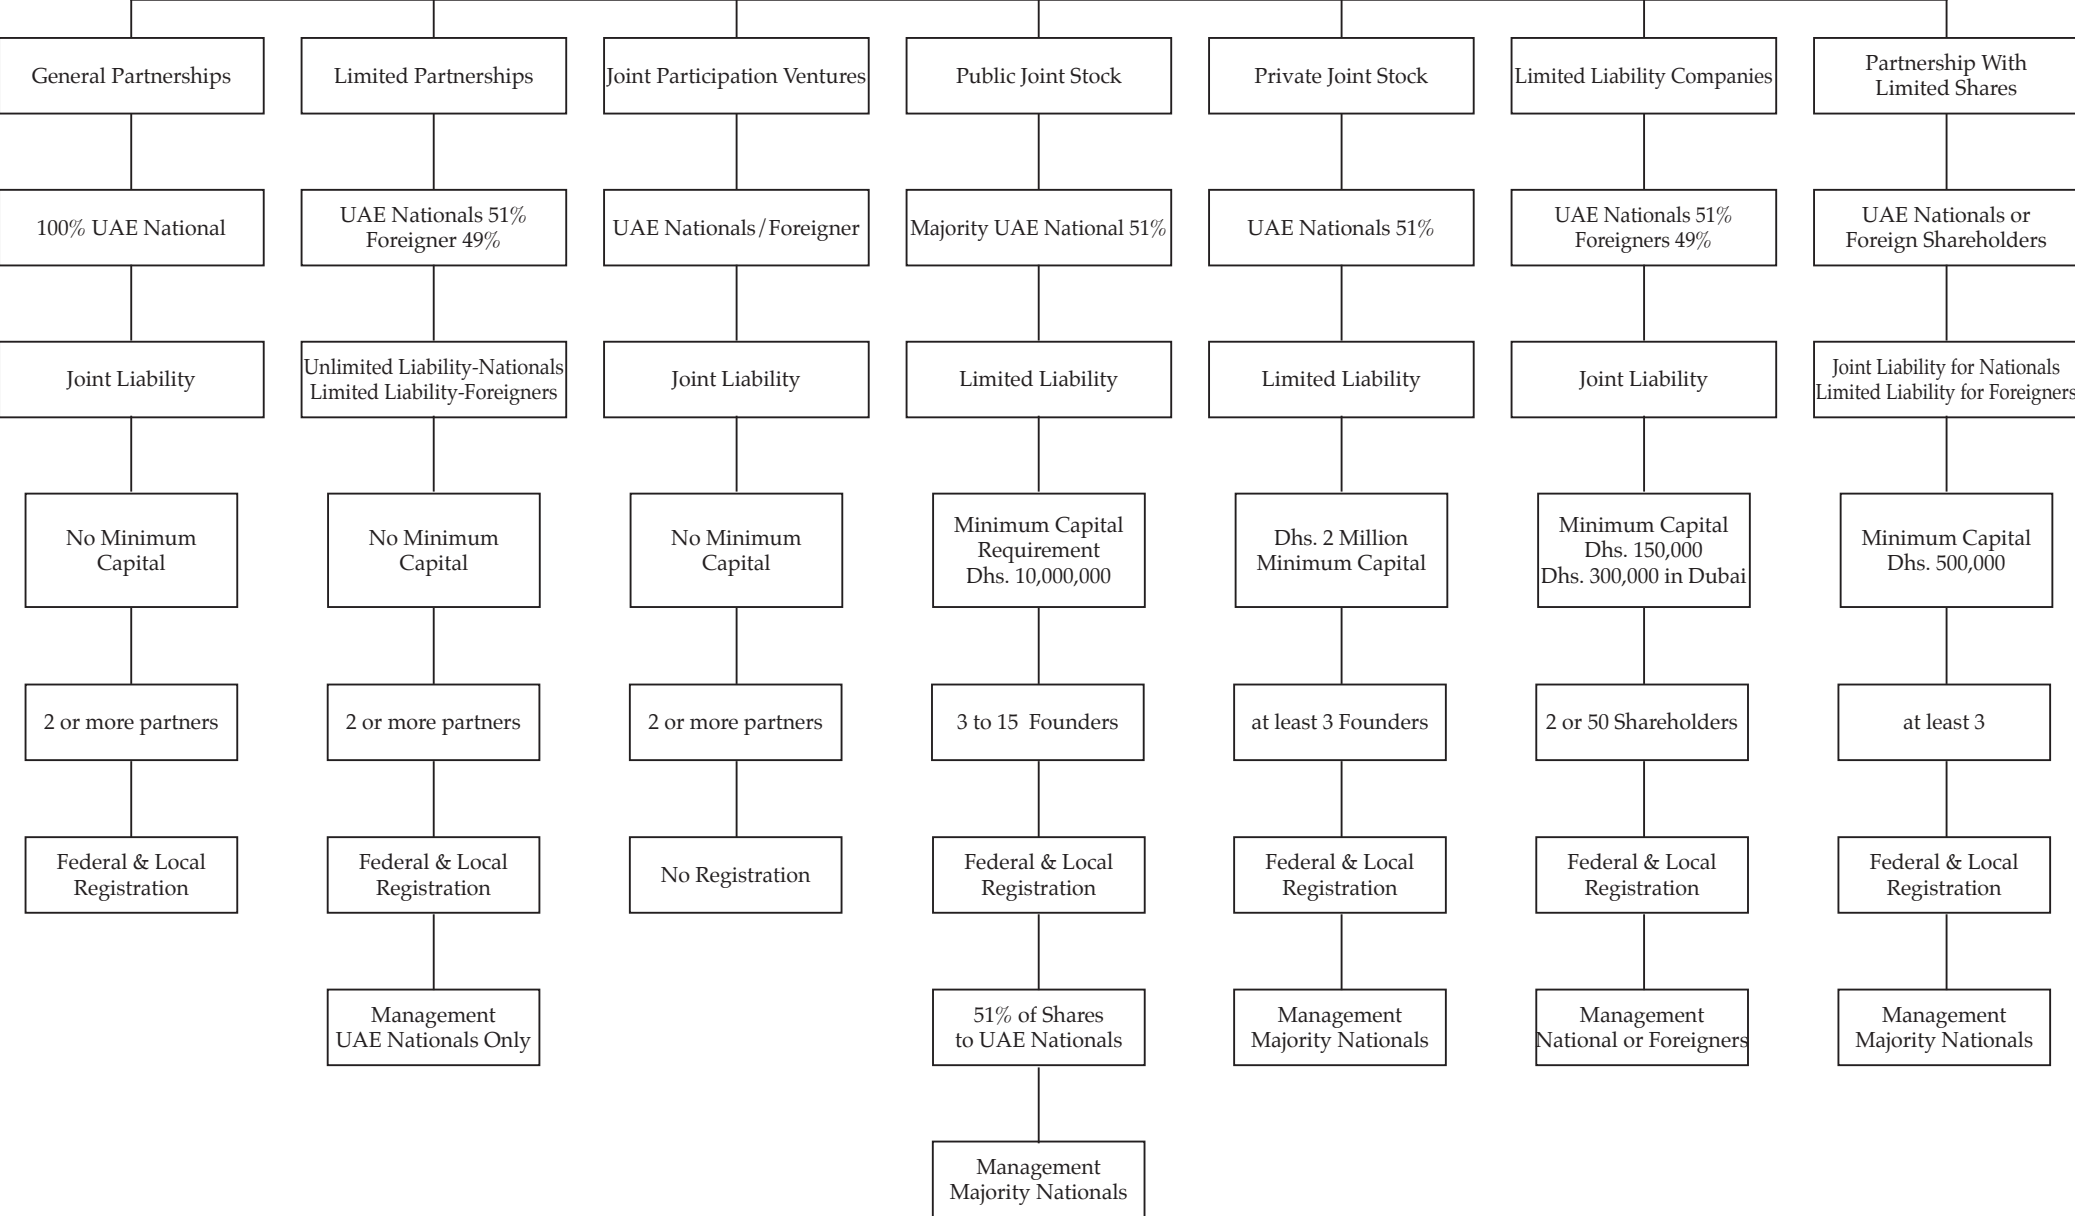 General Partnerships
Limited Partnerships
Joint Participation Ventures
Public Joint Stock
Private Joint Stock
Limited Liability Companies
Partnership With
Limited Shares
100% UAE National
UAE Nationals 51%
Foreigner 49%
UAE Nationals/Foreigner
Majority UAE National 51%
UAE Nationals 51%
UAE Nationals 51%
Foreigners 49%
UAE Nationals or
Foreign Shareholders
Joint Liability
Unlimited Liability-Nationals
Limited Liability-Foreigners
Joint Liability
Limited Liability
Limited Liability
Joint Liability
Joint Liability for Nationals
Limited Liability for Foreigners
No Minimum
Capital
No Minimum
Capital
No Minimum
Capital
Minimum Capital
Requirement
Dhs. 10,000,000
Dhs. 2 Million
Minimum Capital
Minimum Capital
Dhs. 150,000
Dhs. 300,000 in Dubai
Minimum Capital
Dhs. 500,000
2 or more partners
2 or more partners
2 or more partners
3 to 15 Founders
at least 3 Founders
2 or 50 Shareholders
at least 3
Federal & Local
Registration
Federal & Local
Registration
No Registration
Federal & Local
Registration
Federal & Local
Registration
Federal & Local
Registration
Federal & Local
Registration
Management
UAE Nationals Only
51% of Shares
to UAE Nationals
Management
Majority Nationals
Management
National or Foreigners
Management
Majority Nationals
Management
Majority Nationals